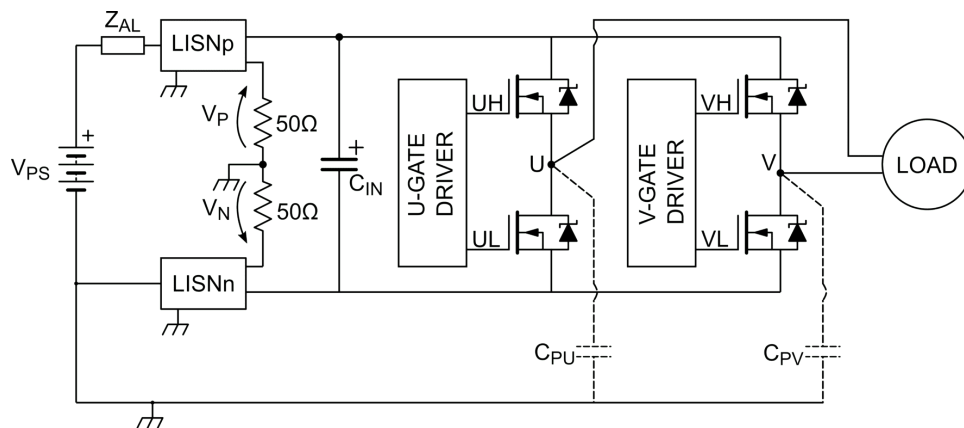 Z_AL
LISNp
V_P
50Ω
+
V_PS
V_N
50Ω
LISNn
+
C_IN
U-GATE
DRIVER
UH
UL
U
V-GATE
DRIVER
VH
VL
V
LOAD
C_PU
C_PV